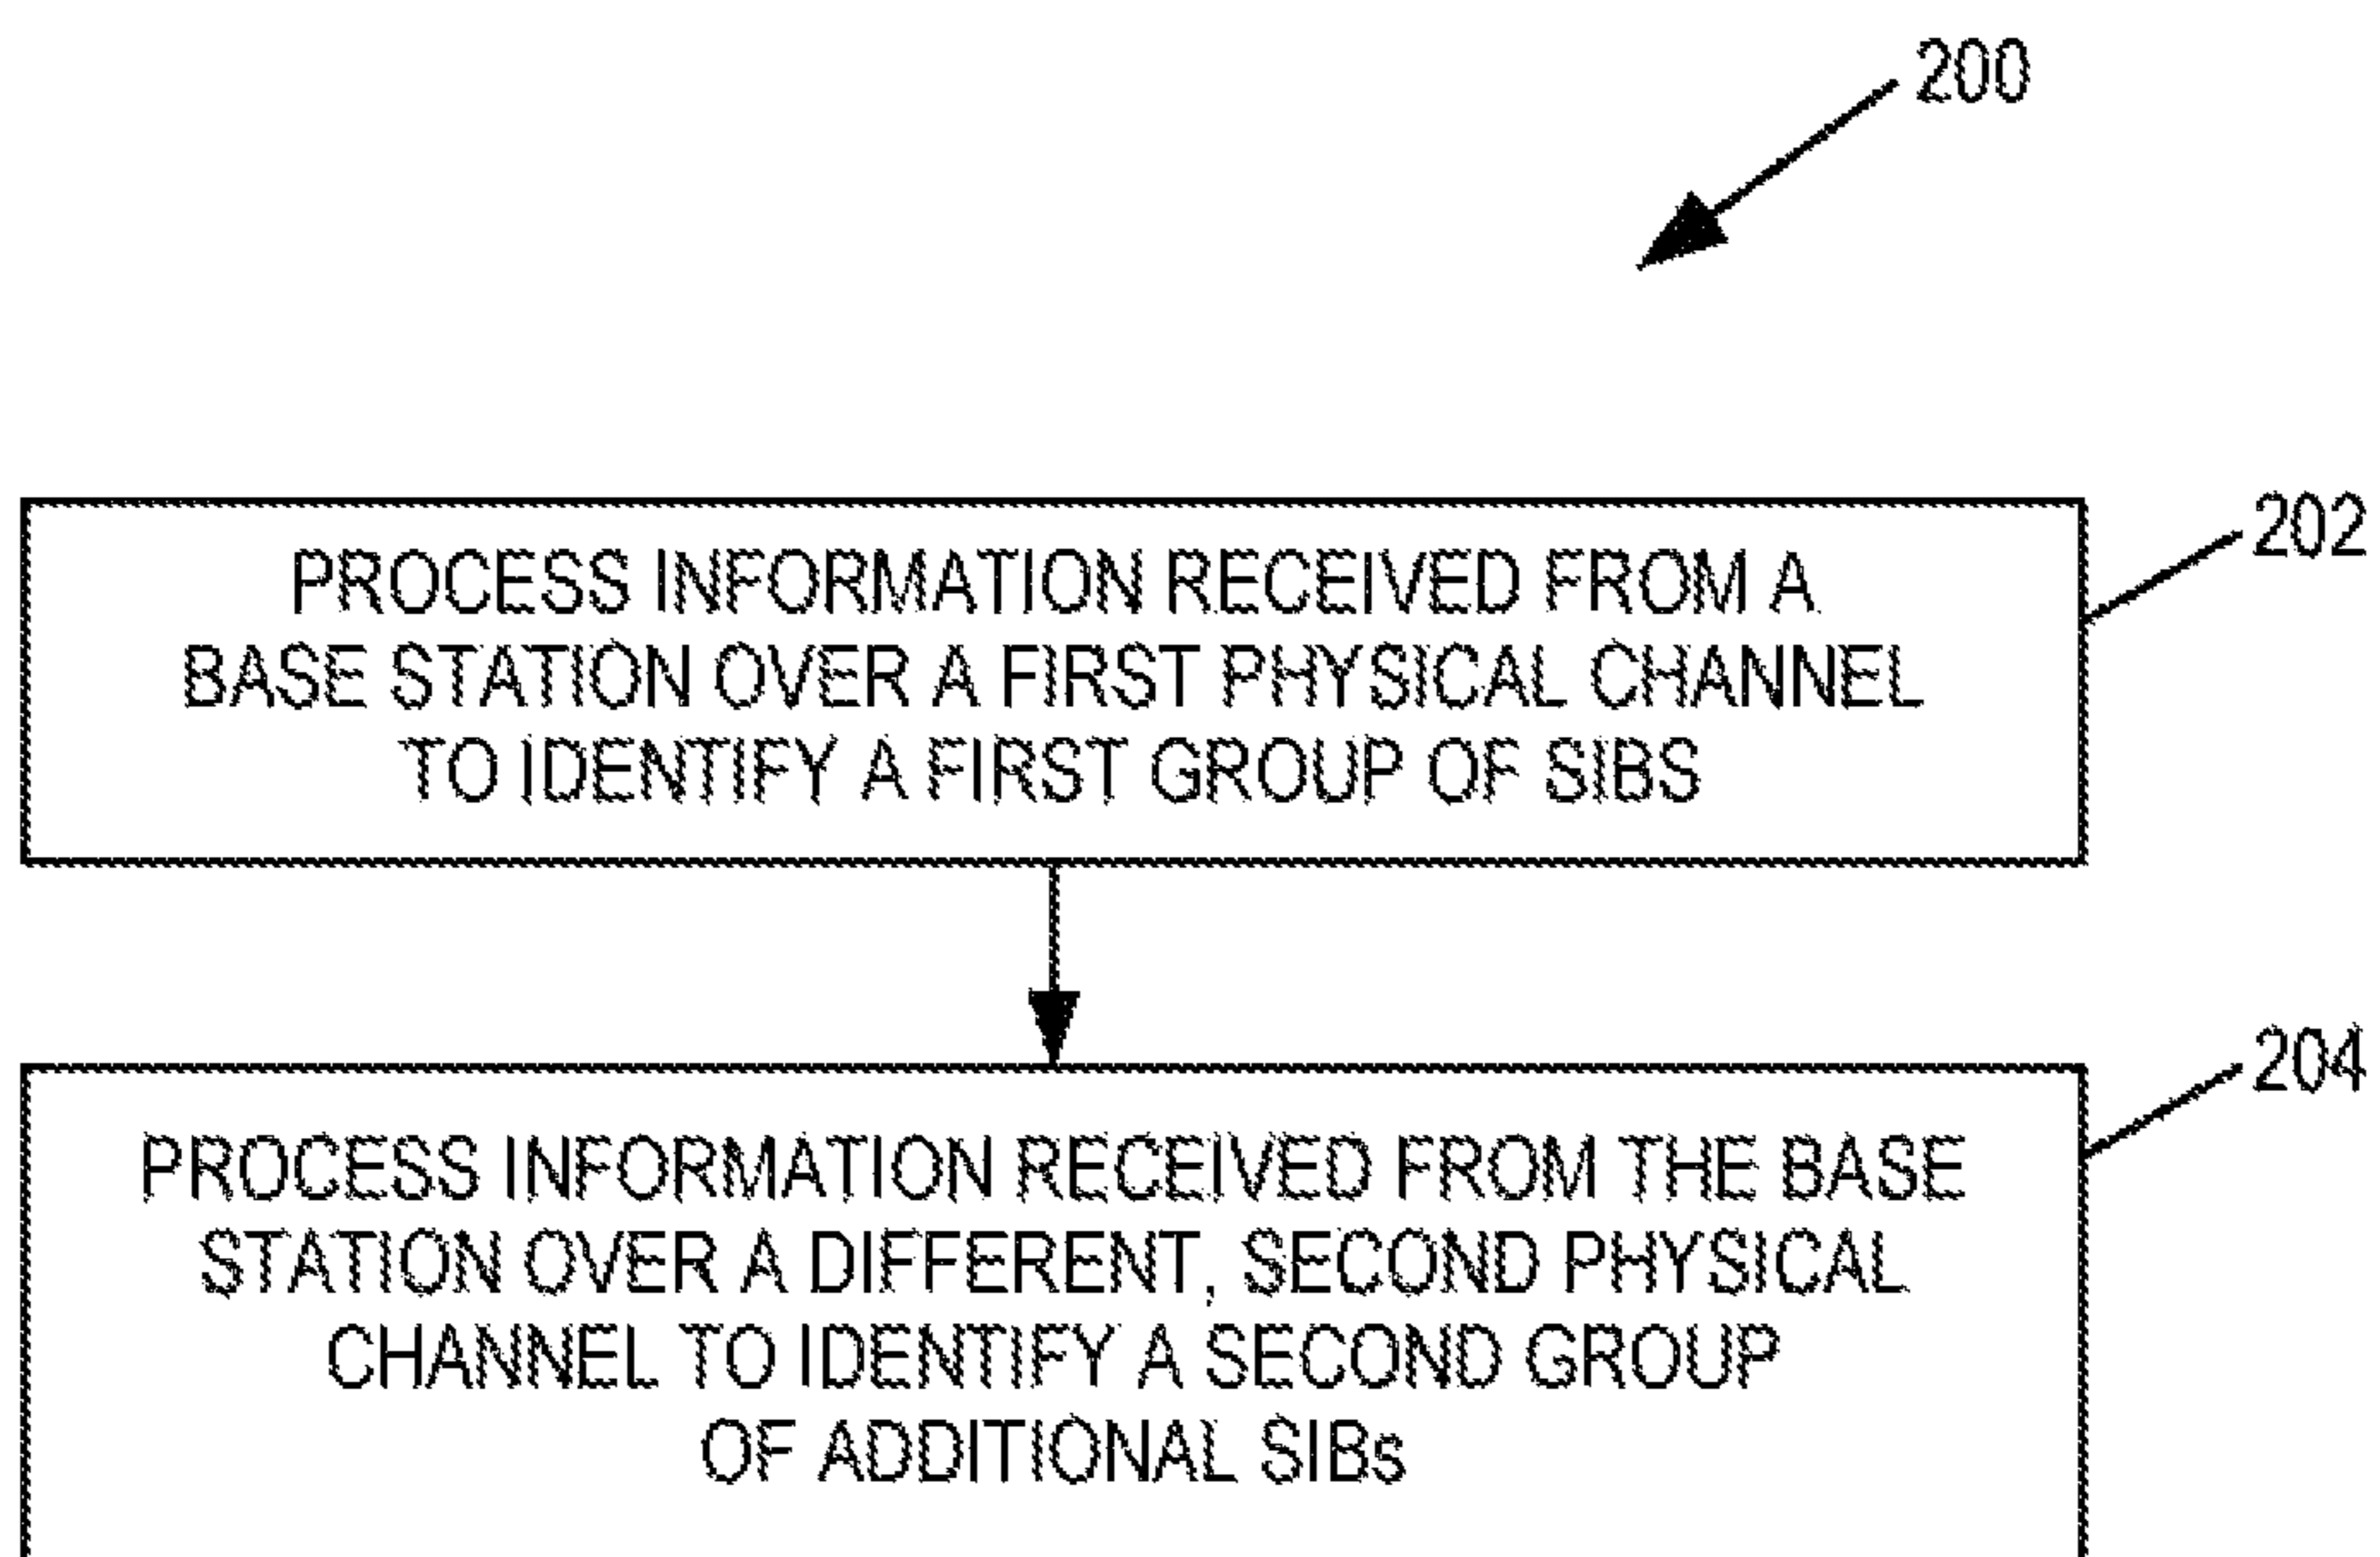 200
202
PROCESS INFORMATION RECEIVED FROM A
BASE STATION OVER A FIRST PHYSICAL CHANNEL
TO IDENTIFY A FIRST GROUP OF SIBS
204
PROCESS INFORMATION RECEIVED FROM THE BASE
STATION OVER A DIFFERENT, SECOND PHYSICAL
CHANNEL TO IDENTIFY A SECOND GROUP
OF ADDITIONAL SIBs